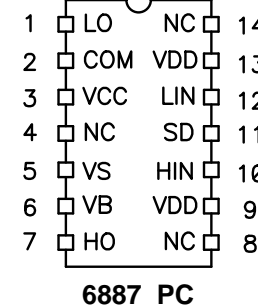 1 LO NC 14
2 COM VDD 13
3 VCC LIN 12
4 NC SD 11
5 VS HIN 10
6 VB VDD 9
7 HO NC 8
6887 PC